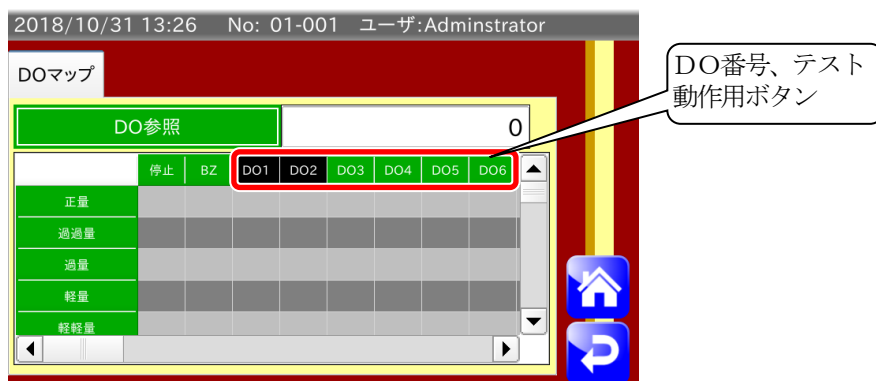 2018/10/31 13:26 No: 01-001 ユーザ:Adminstrator
DOマップ
DO番号、テスト
動作用ボタン
DO参照 0
停止 BZ DO1 DO2 DO3 DO4 DO5 DO6
正量
過過量
過量
軽量
軽軽量